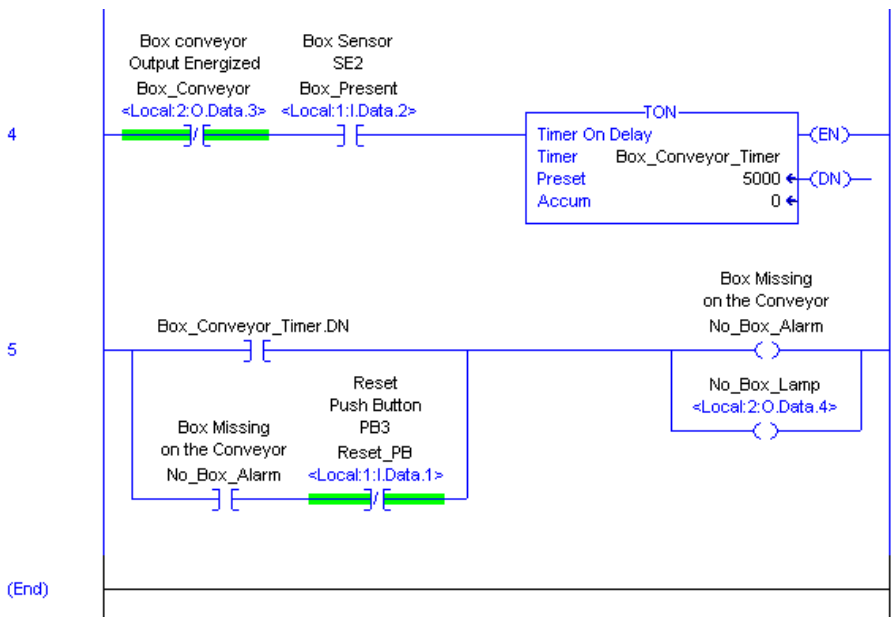 Box conveyor
Output Energized
Box_Conveyor
<Local:2:O.Data.3>
Box Sensor
SE2
Box_Present
<Local:1:I.Data.2>
4
TON
Timer On Delay
Timer Box_Conveyor_Timer
Preset 5000
Accum 0
EN
DN
5
Box_Conveyor_Timer.DN
Box Missing
on the Conveyor
No_Box_Alarm
Reset
Push Button
PB3
Reset_PB
<Local:1:I.Data.1>
Box Missing
on the Conveyor
No_Box_Alarm
No_Box_Lamp
<Local:2:O.Data.4>
(End)